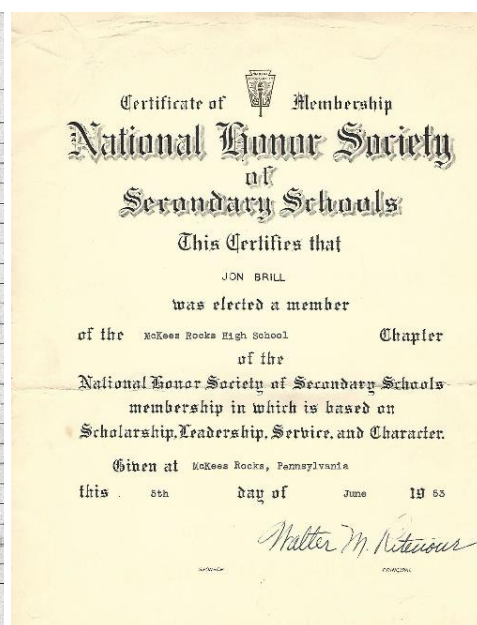 Certificate of Membership
National Honor Society
of
Secondary Schools
This Certifies that
JON BRILL
was elected a member
of the McKees Rocks High School Chapter
of the
National Honor Society of Secondary Schools
membership in which is based on
Scholarship, Leadership, Service, and Character.
Given at McKees Rocks, Pennsylvania
this 5th day of June 19 53
Walter M. Ritenour
PRINCIPAL